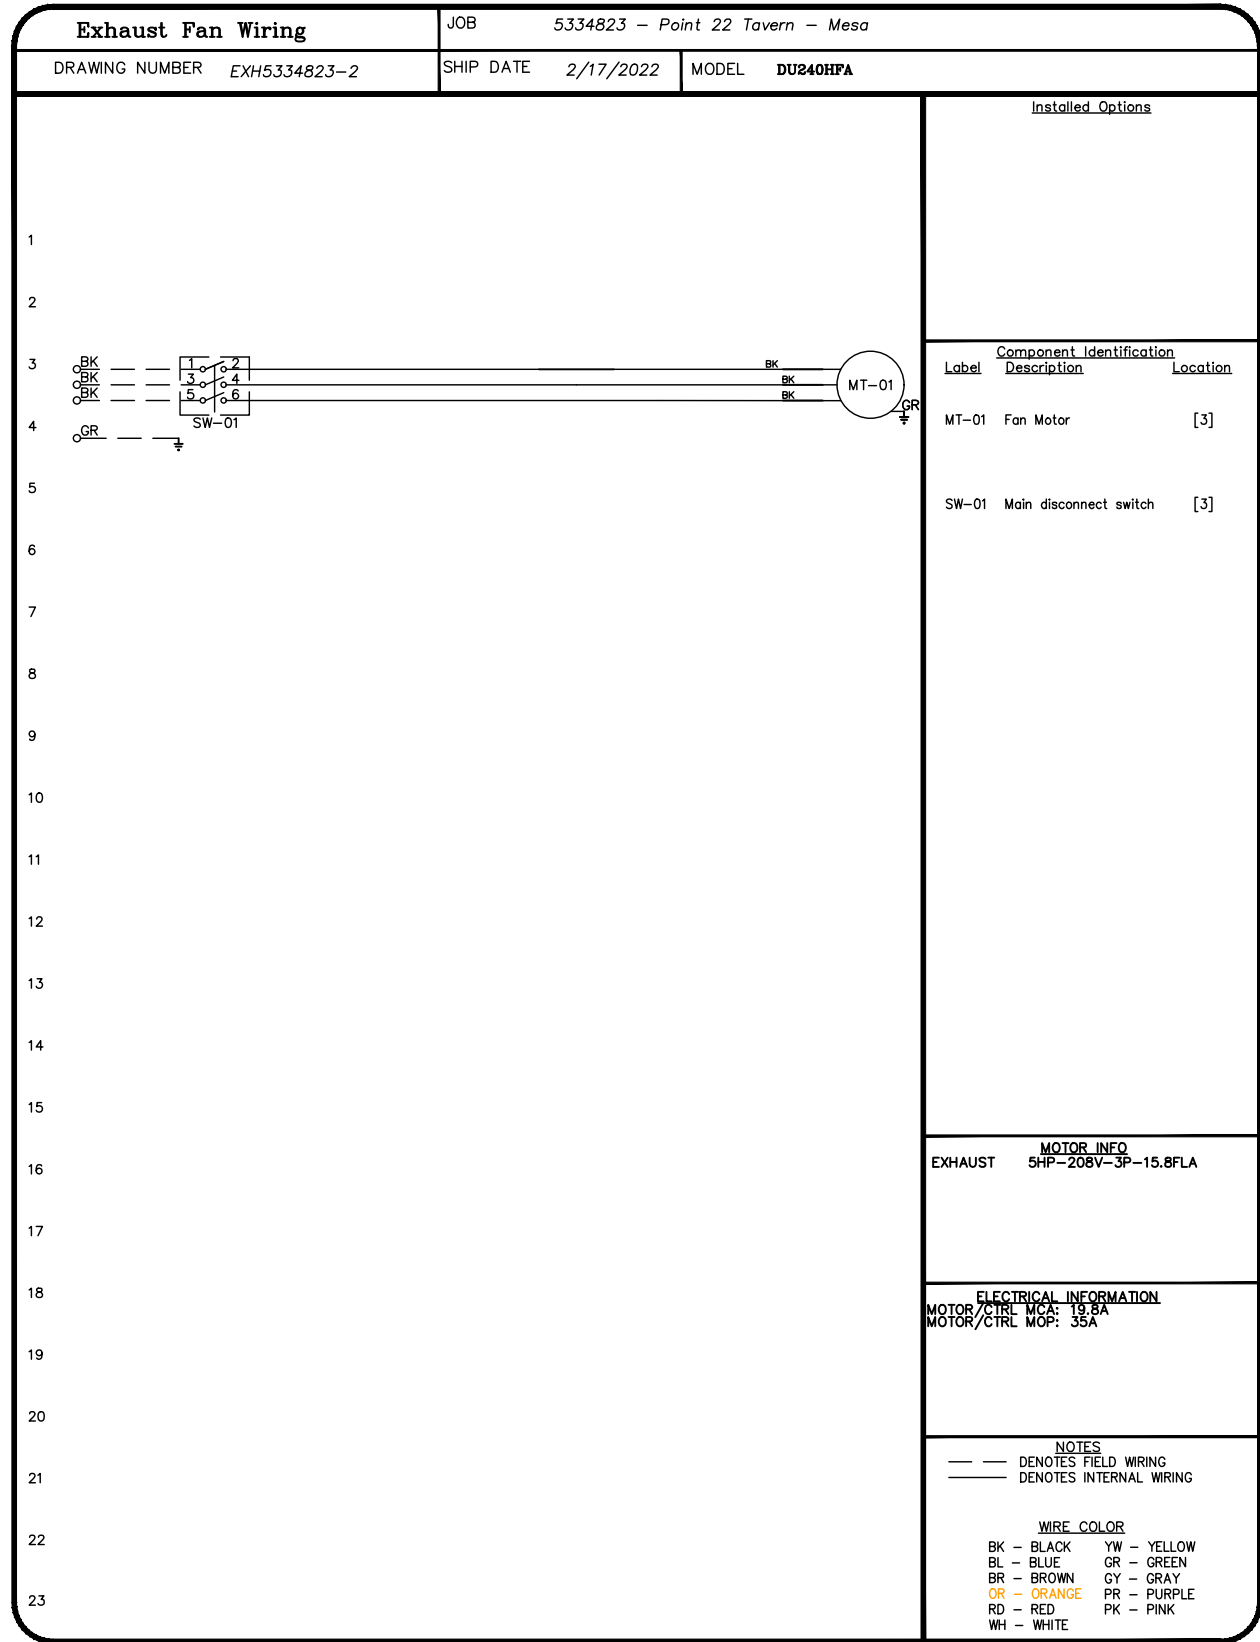 Exhaust Fan Wiring
JOB 5334823 - Point 22 Tavern - Mesa
DRAWING NUMBER EXH5334823-2
SHIP DATE 2/17/2022
MODEL DU240HFA
Installed Options
1
2
3
BK
BK
BK
1 2
3 4
5 6
SW-01
BK
BK
BK
MT-01
GR
4
GR
5
6
7
8
9
10
11
12
13
14
15
16
17
18
19
20
21
22
23
Component Identification
Label Description Location
MT-01 Fan Motor [3]
SW-01 Main disconnect switch [3]
MOTOR INFO
EXHAUST 5HP-208V-3P-15.8FLA
ELECTRICAL INFORMATION
MOTOR/CTRL MCA: 19.8A
MOTOR/CTRL MOP: 35A
NOTES
DENOTES FIELD WIRING
DENOTES INTERNAL WIRING
WIRE COLOR
BK - BLACK YW - YELLOW
BL - BLUE GR - GREEN
BR - BROWN GY - GRAY
OR - ORANGE PR - PURPLE
RD - RED PK - PINK
WH - WHITE